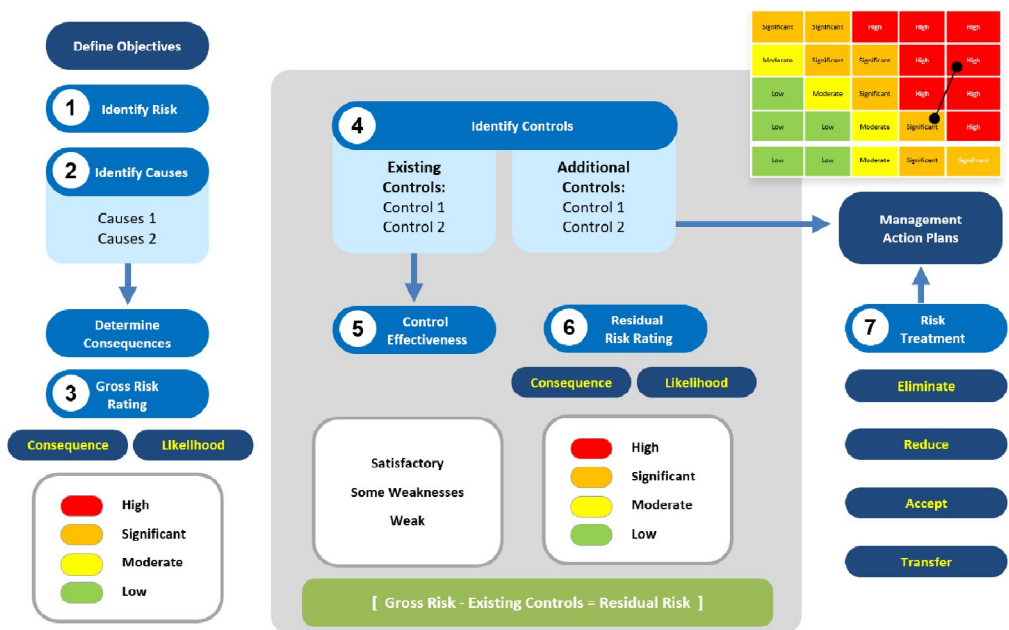 Define Objectives
1 Identify Risk
2 Identify Causes
Causes 1
Causes 2
Determine
Consequences
3 Gross Risk
Rating
Consequence Likelihood
High
Significant
Moderate
Low
4 Identify Controls
Existing
Controls:
Control 1
Control 2
Additional
Controls:
Control 1
Control 2
5 Control
Effectiveness
Satisfactory
Some Weaknesses
Weak
6 Residual
Risk Rating
Consequence Likelihood
High
Significant
Moderate
Low
[ Gross Risk - Existing Controls = Residual Risk ]
Significant Significant High High High
Moderate Significant Significant High High
Low Moderate Significant High High
Low Low Moderate Significant High
Low Low Moderate Significant Significant
Management
Action Plans
7 Risk
Treatment
Eliminate
Reduce
Accept
Transfer